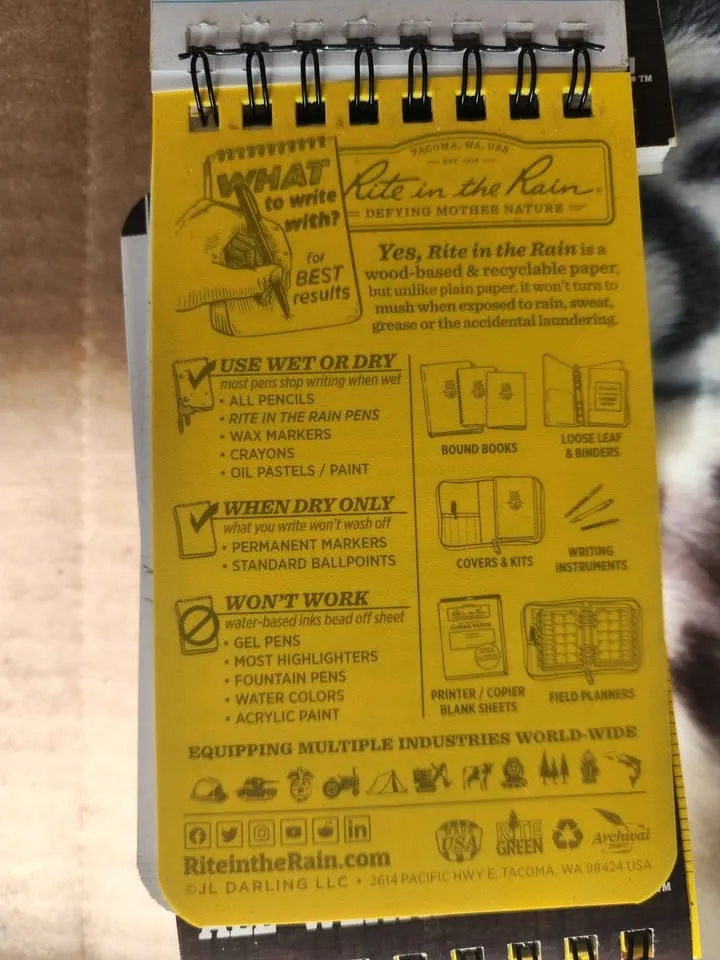 WHAT
to write
with?
for
BEST
results
TACOMA, WA, USA
Rite in the Rain
DEFYING MOTHER NATURE
Yes, Rite in the Rain is a
wood-based & recyclable paper,
but unlike plain paper, it won't turn to
mush when exposed to rain, sweat,
grease or the accidental laundering.
USE WET OR DRY
most pens stop writing when wet
• ALL PENCILS
• RITE IN THE RAIN PENS
• WAX MARKERS
• CRAYONS
• OIL PASTELS / PAINT
WHEN DRY ONLY
what you write won't wash off
• PERMANENT MARKERS
• STANDARD BALLPOINTS
WON'T WORK
water-based inks bead off sheet
• GEL PENS
• MOST HIGHLIGHTERS
• FOUNTAIN PENS
• WATER COLORS
• ACRYLIC PAINT
BOUND BOOKS
LOOSE LEAF
& BINDERS
COVERS & KITS
WRITING
INSTRUMENTS
PRINTER / COPIER
BLANK SHEETS
FIELD PLANNERS
EQUIPPING MULTIPLE INDUSTRIES WORLD-WIDE
USA
RITE
GREEN
Archival
RiteintheRain.com
©JL DARLING LLC • 2614 PACIFIC HWY E, TACOMA, WA 98424 USA
TM